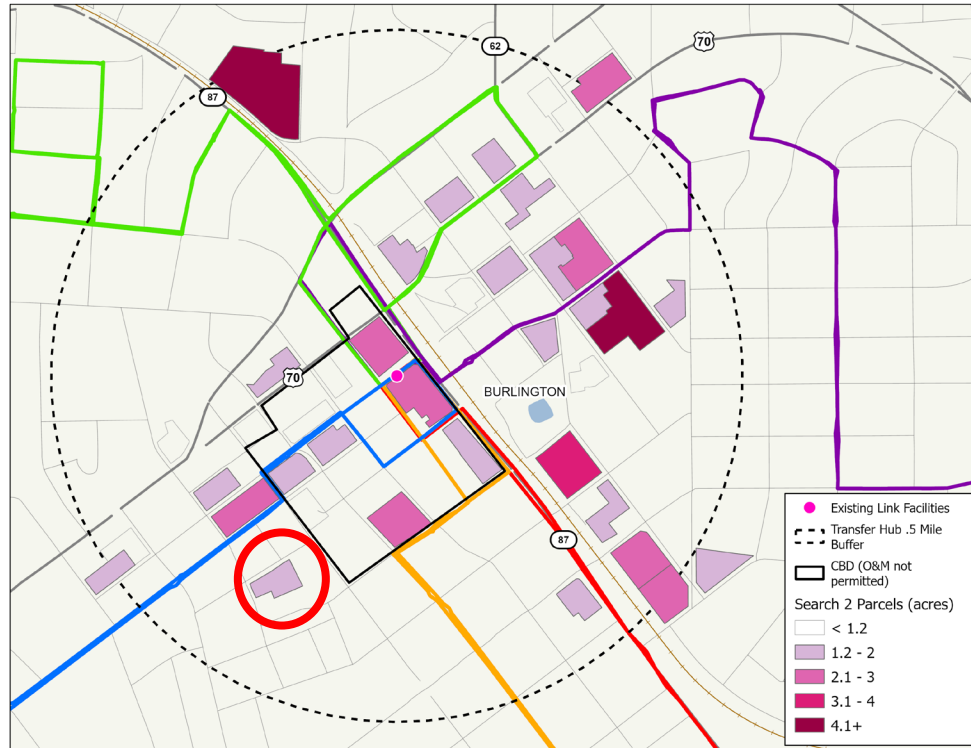 62
70
87
70
BURLINGTON
87
Existing Link Facilities
Transfer Hub .5 Mile
Buffer
CBD (O&M not
permitted)
Search 2 Parcels (acres)
< 1.2
1.2 - 2
2.1 - 3
3.1 - 4
4.1+